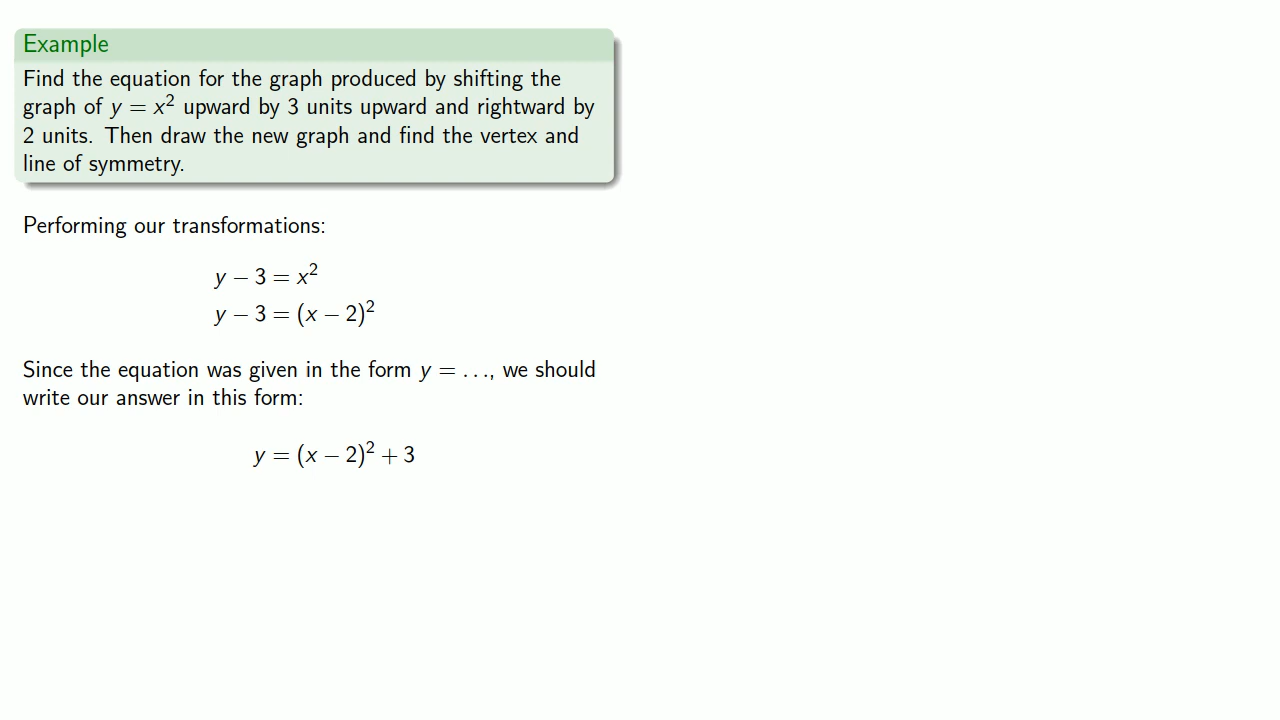 Example
Find the equation for the graph produced by shifting the
graph of y = x² upward by 3 units upward and rightward by
2 units. Then draw the new graph and find the vertex and
line of symmetry.
Performing our transformations:
y − 3 = x²
y − 3 = (x − 2)²
Since the equation was given in the form y = . . ., we should
write our answer in this form:
y = (x − 2)² + 3